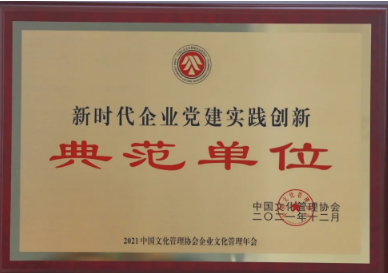 新时代企业党建实践创新
典范单位
中国文化管理协会
二〇二一年十二月
2021中国文化管理协会企业文化管理年会